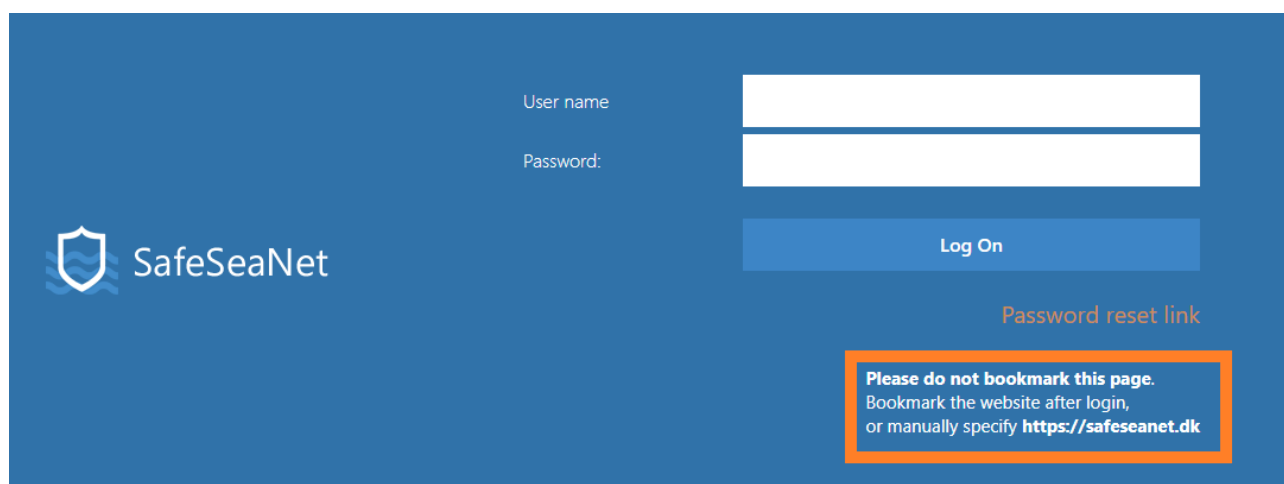 User name
Password:
SafeSeaNet
Log On
Password reset link
Please do not bookmark this page.
Bookmark the website after login,
or manually specify https://safeseanet.dk